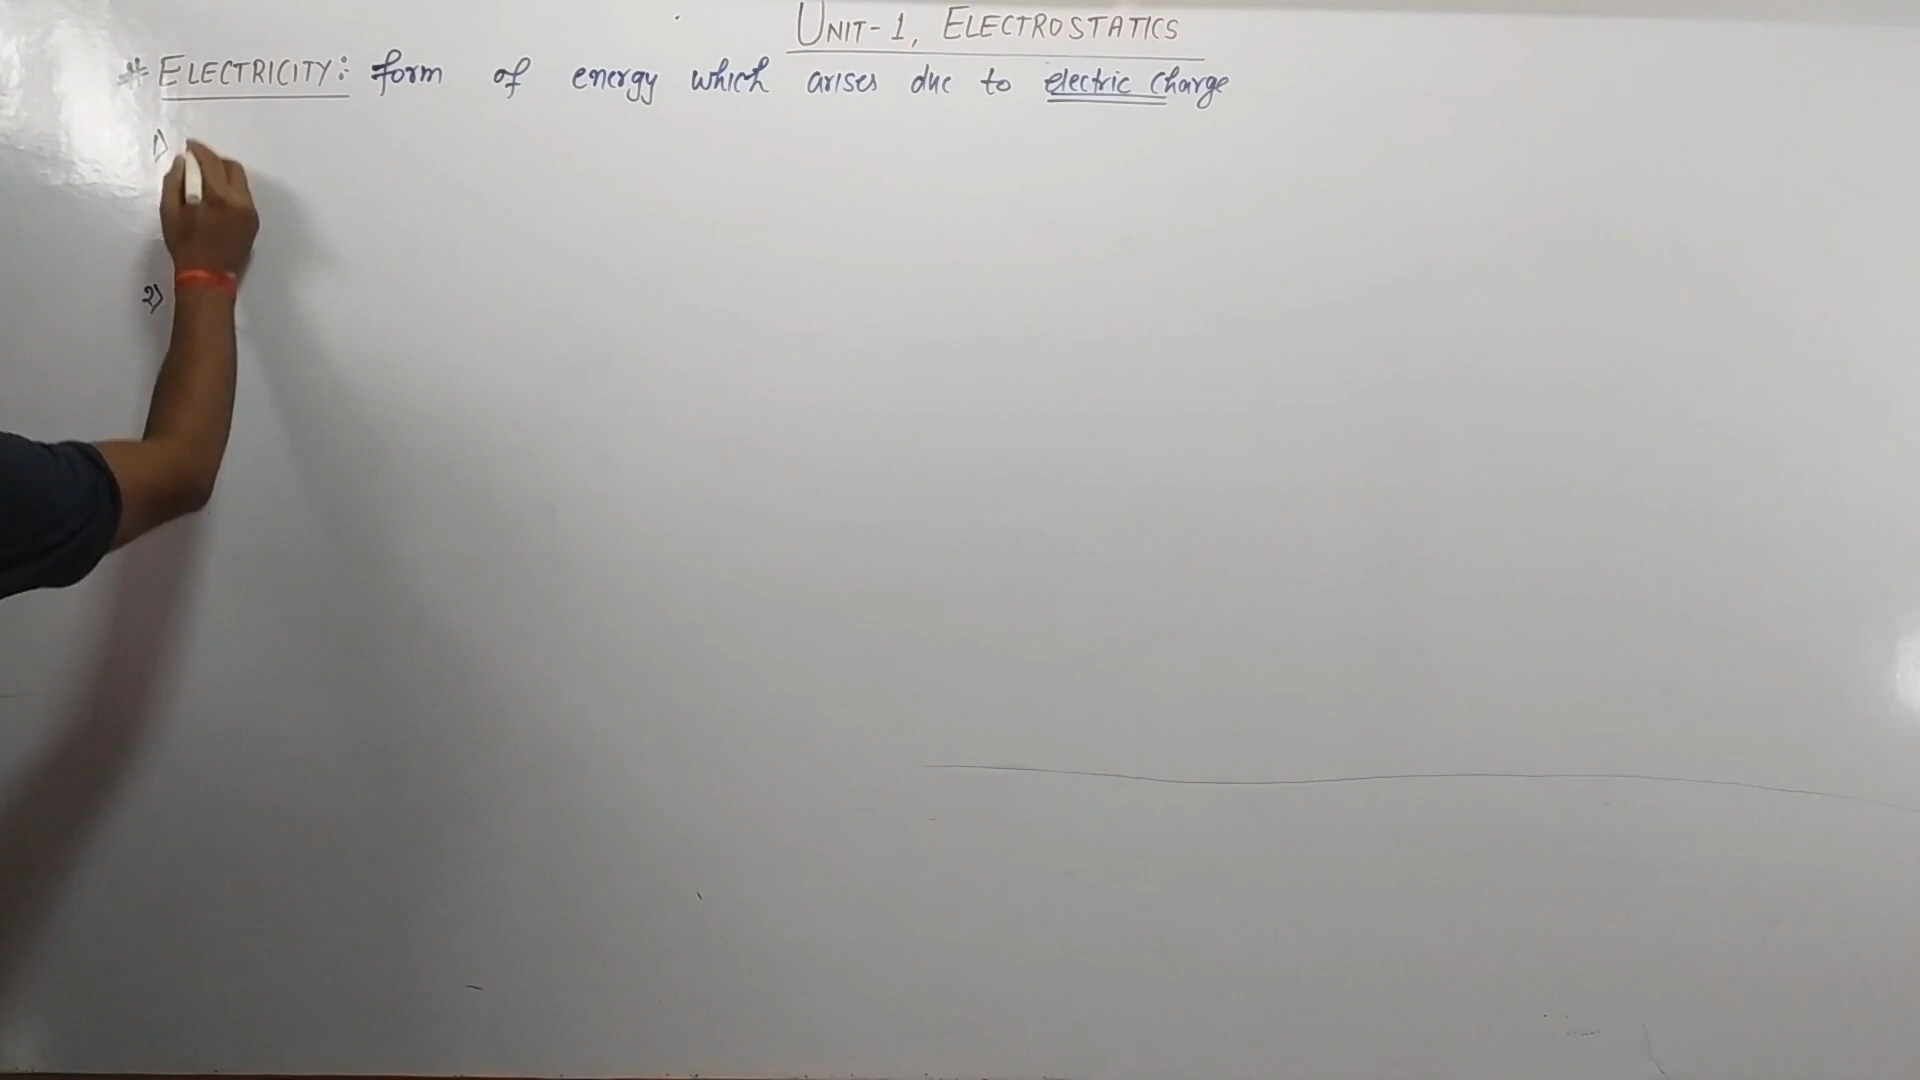 UNIT-1, ELECTROSTATICS
* ELECTRICITY: form of energy which arises due to electric charge
1)
2)